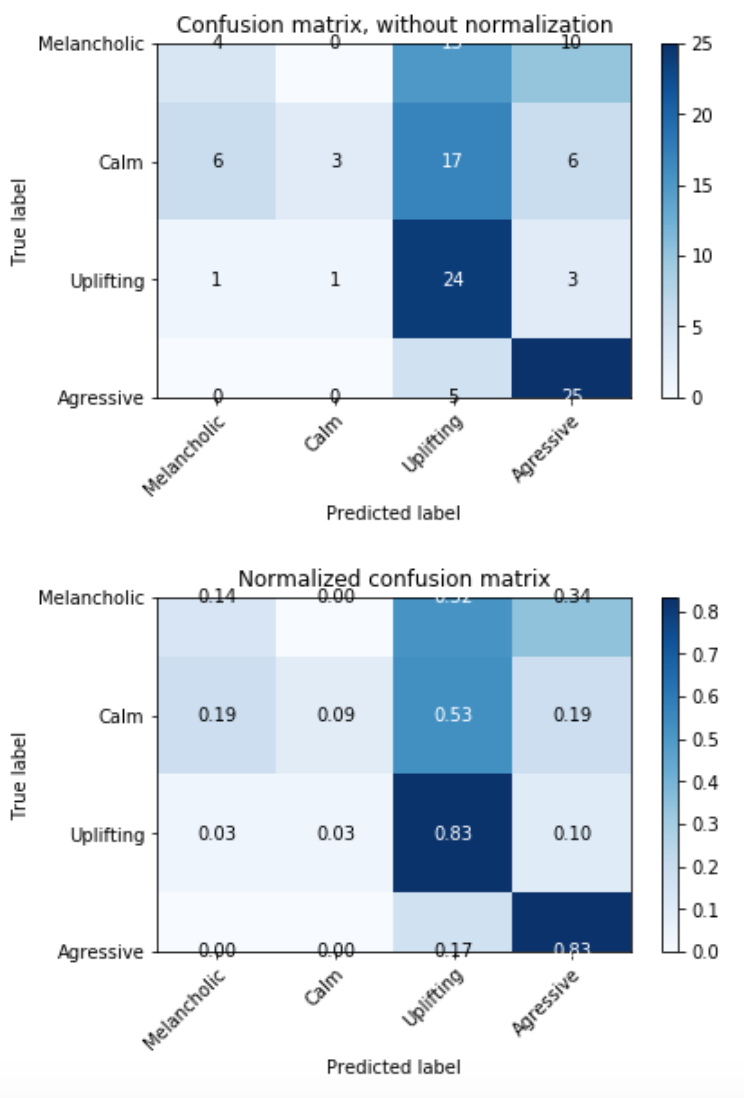 Confusion matrix, without normalization
Melancholic 4 0 15 10
Calm 6 3 17 6
Uplifting 1 1 24 3
Agressive 0 0 5 25
True label
Melancholic Calm Uplifting Agressive
Predicted label
25
20
15
10
5
0
Normalized confusion matrix
Melancholic 0.14 0.00 0.52 0.34
Calm 0.19 0.09 0.53 0.19
Uplifting 0.03 0.03 0.83 0.10
Agressive 0.00 0.00 0.17 0.83
True label
Melancholic Calm Uplifting Agressive
Predicted label
0.8
0.7
0.6
0.5
0.4
0.3
0.2
0.1
0.0